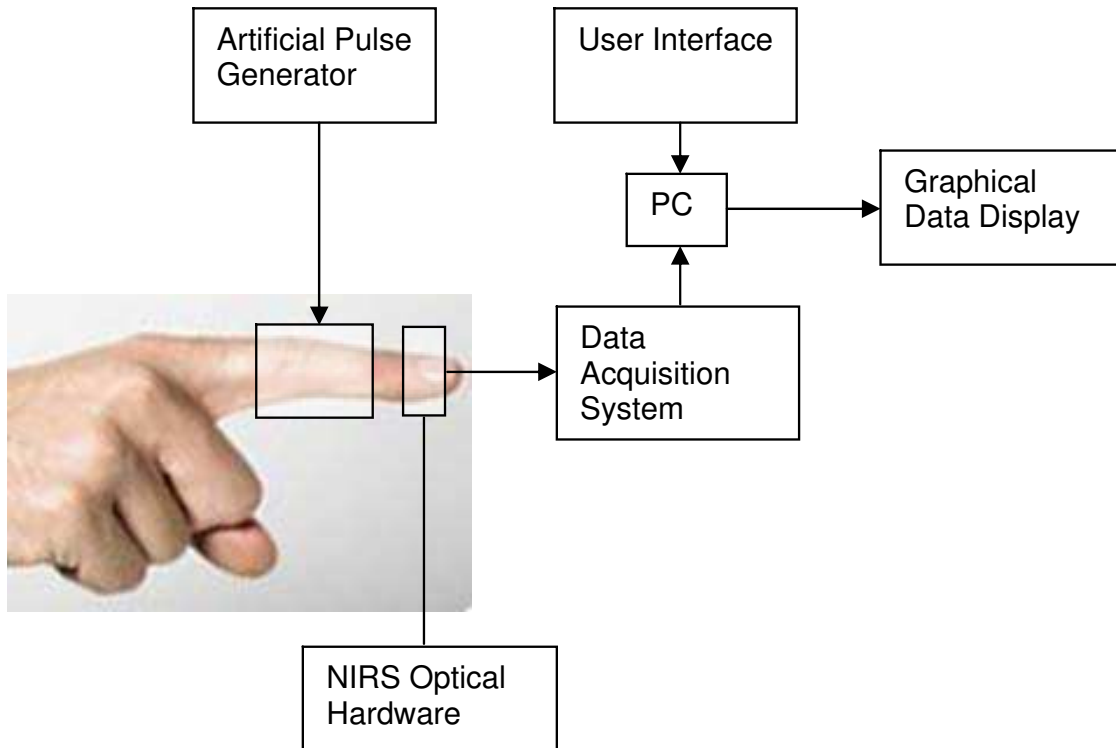 Artificial Pulse
Generator
User Interface
PC
Graphical
Data Display
Data
Acquisition
System
NIRS Optical
Hardware